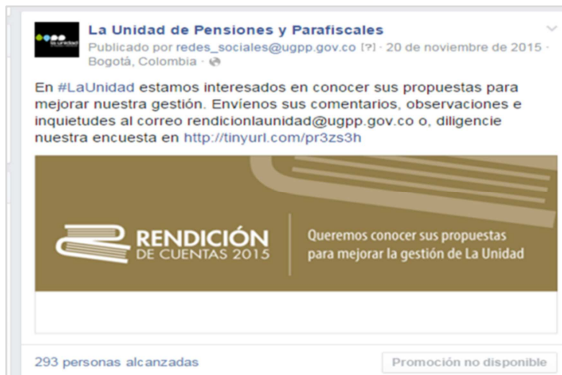 La Unidad de Pensiones y Parafiscales
Publicado por redes_sociales@ugpp.gov.co [?] · 20 de noviembre de 2015 ·
Bogotá, Colombia ·
En #LaUnidad estamos interesados en conocer sus propuestas para
mejorar nuestra gestión. Envíenos sus comentarios, observaciones e
inquietudes al correo rendicionlaunidad@ugpp.gov.co o, diligencie
nuestra encuesta en http://tinyurl.com/pr3zs3h
RENDICIÓN
DE CUENTAS 2015
Queremos conocer sus propuestas
para mejorar la gestión de La Unidad
293 personas alcanzadas
Promoción no disponible